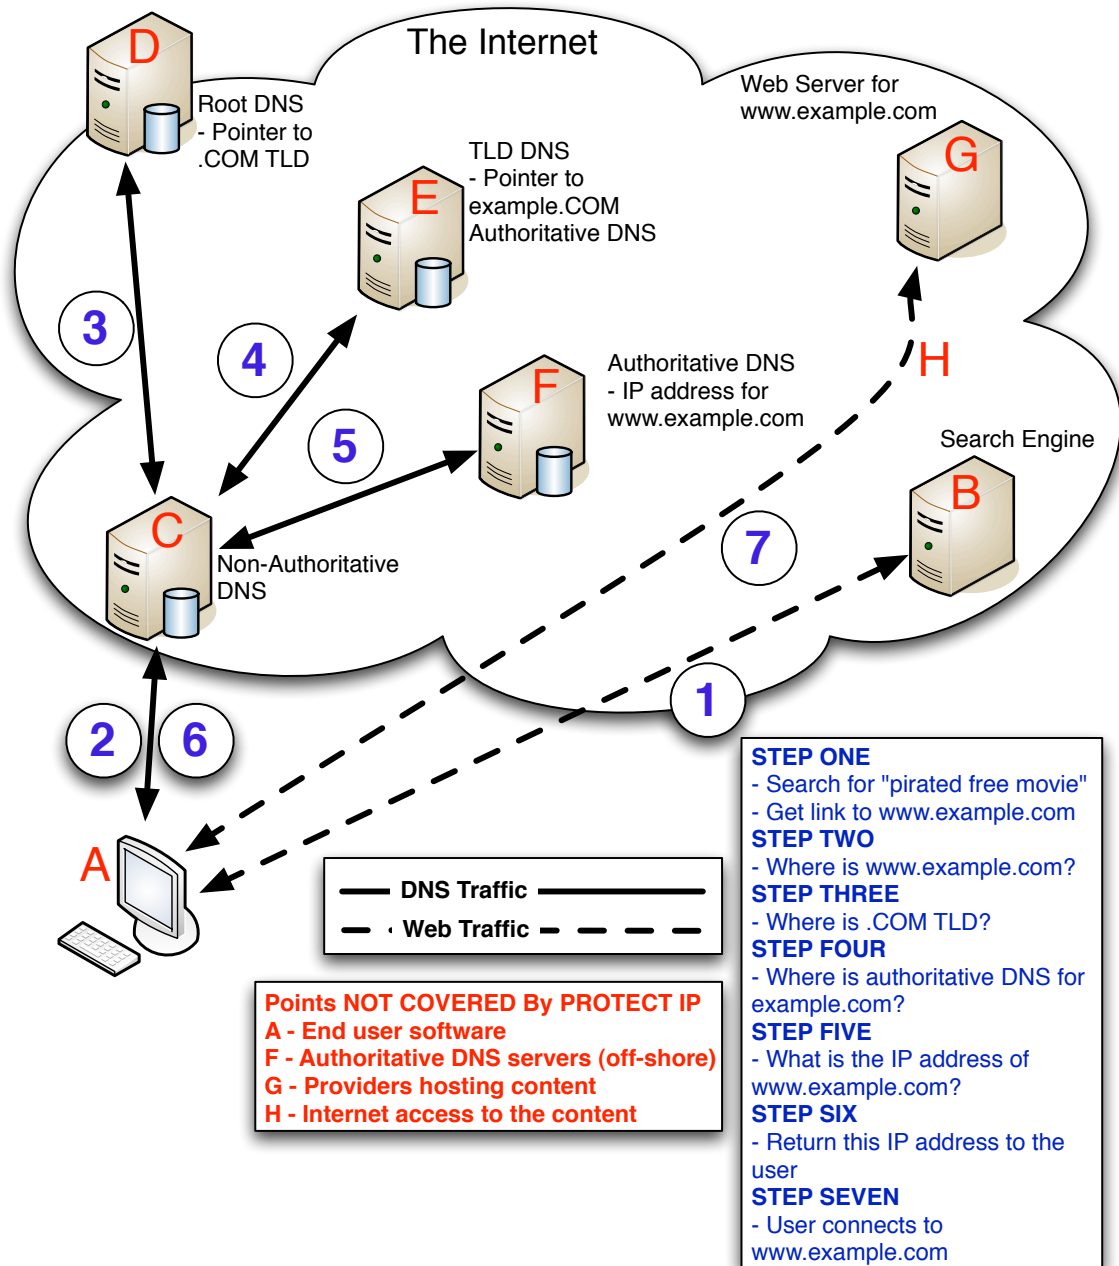 The Internet
D
Root DNS
- Pointer to
.COM TLD
Web Server for
www.example.com
G
TLD DNS
- Pointer to
example.COM
Authoritative DNS
E
3
4
H
Authoritative DNS
- IP address for
www.example.com
F
5
Search Engine
B
C
Non-Authoritative
DNS
7
1
2
6
A
DNS Traffic
Web Traffic
Points NOT COVERED By PROTECT IP
A - End user software
F - Authoritative DNS servers (off-shore)
G - Providers hosting content
H - Internet access to the content
STEP ONE
- Search for "pirated free movie"
- Get link to www.example.com
STEP TWO
- Where is www.example.com?
STEP THREE
- Where is .COM TLD?
STEP FOUR
- Where is authoritative DNS for
example.com?
STEP FIVE
- What is the IP address of
www.example.com?
STEP SIX
- Return this IP address to the
user
STEP SEVEN
- User connects to
www.example.com